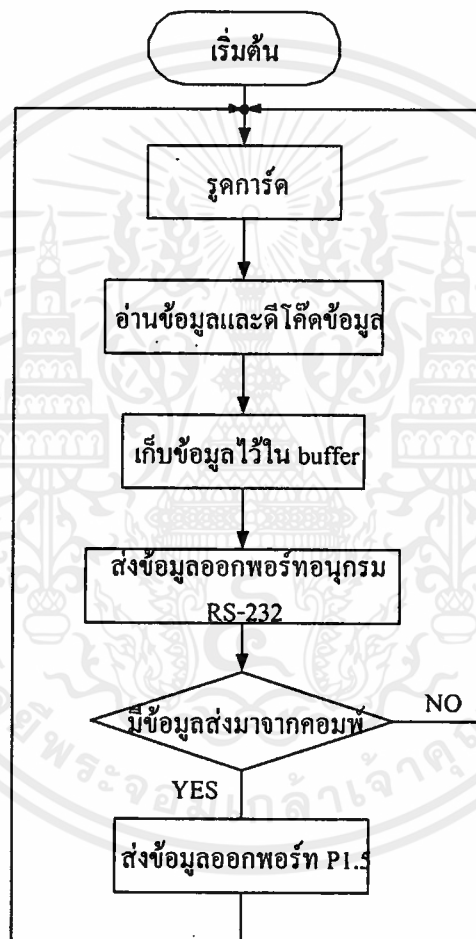 เริ่มต้น
รูดการ์ด
อ่านข้อมูลและดีโค๊ดข้อมูล
เก็บข้อมูลไว้ใน buffer
ส่งข้อมูลออกพอร์ทอนุกรม
RS-232
มีข้อมูลส่งมาจากคอมพ์
NO
YES
ส่งข้อมูลออกพอร์ท P1.5